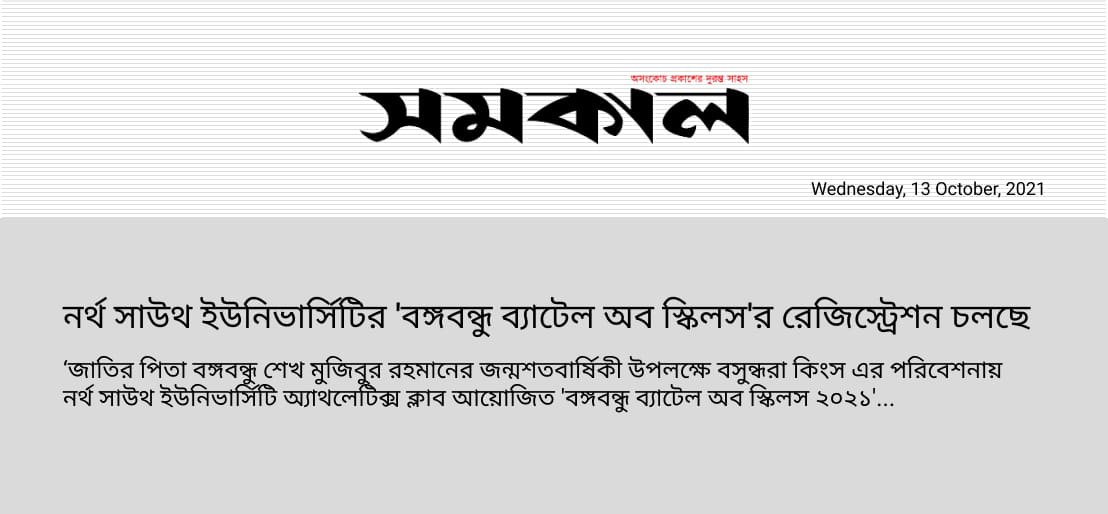 অসংকোচ প্রকাশের দুরন্ত সাহস
সমকাল
Wednesday, 13 October, 2021
নর্থ সাউথ ইউনিভার্সিটির 'বঙ্গবন্ধু ব্যাটেল অব স্কিলস'র রেজিস্ট্রেশন চলছে
‘জাতির পিতা বঙ্গবন্ধু শেখ মুজিবুর রহমানের জন্মশতবার্ষিকী উপলক্ষে বসুন্ধরা কিংস এর পরিবেশনায়
নর্থ সাউথ ইউনিভার্সিটি অ্যাথলেটিক্স ক্লাব আয়োজিত 'বঙ্গবন্ধু ব্যাটেল অব স্কিলস ২০২১'...